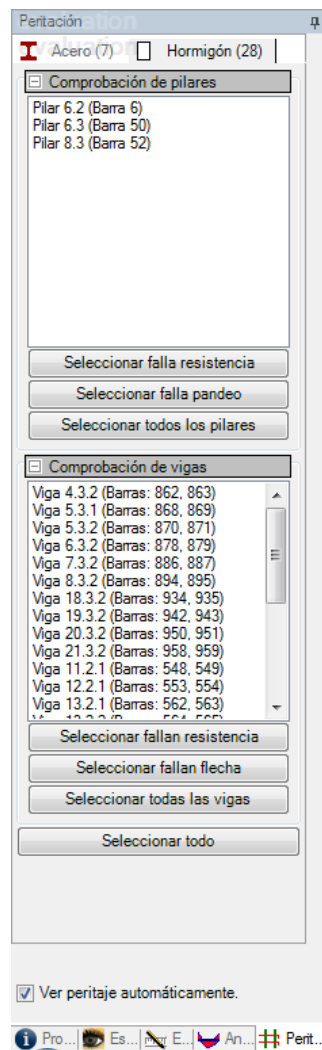 Peritación
Acero (7) Hormigón (28)
Comprobación de pilares
Pilar 6.2 (Barra 6)
Pilar 6.3 (Barra 50)
Pilar 8.3 (Barra 52)
Seleccionar falla resistencia
Seleccionar falla pandeo
Seleccionar todos los pilares
Comprobación de vigas
Viga 4.3.2 (Barras: 862, 863)
Viga 5.3.1 (Barras: 868, 869)
Viga 5.3.2 (Barras: 870, 871)
Viga 6.3.2 (Barras: 878, 879)
Viga 7.3.2 (Barras: 886, 887)
Viga 8.3.2 (Barras: 894, 895)
Viga 18.3.2 (Barras: 934, 935)
Viga 19.3.2 (Barras: 942, 943)
Viga 20.3.2 (Barras: 950, 951)
Viga 21.3.2 (Barras: 958, 959)
Viga 11.2.1 (Barras: 548, 549)
Viga 12.2.1 (Barras: 553, 554)
Viga 13.2.1 (Barras: 562, 563)
Seleccionar fallan resistencia
Seleccionar fallan flecha
Seleccionar todas las vigas
Seleccionar todo
Ver peritaje automáticamente.
Pro... Es... E... An... Perit...